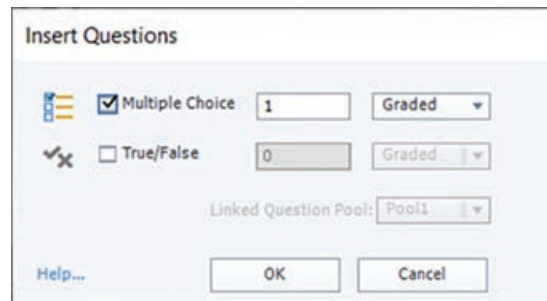 Insert Questions
Multiple Choice 1 Graded
True/False 0 Graded
Linked Question Pool: Pool1
Help... OK Cancel